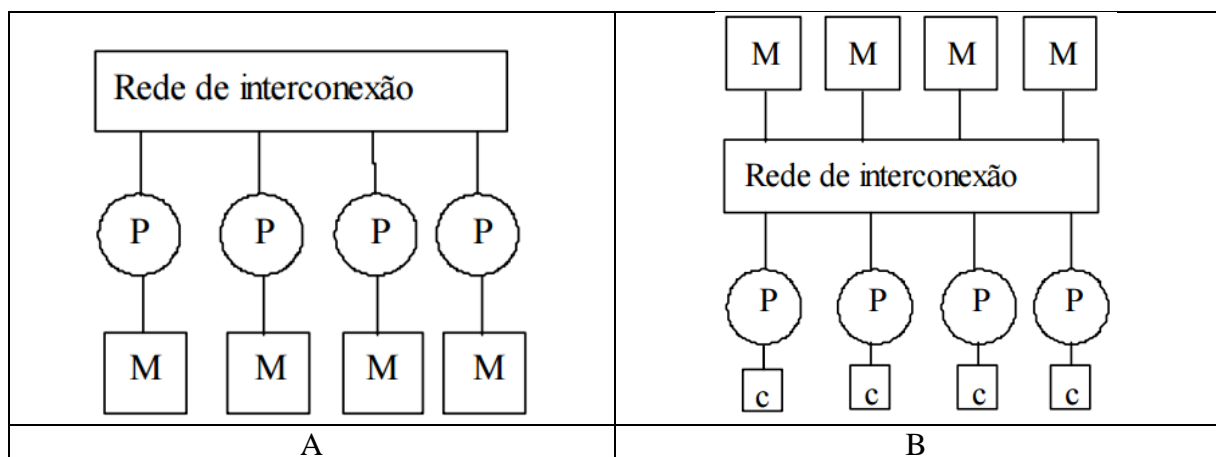 Rede de interconexão
P P P P
M M M M
A
M M M M
Rede de interconexão
P P P P
c c c c
B